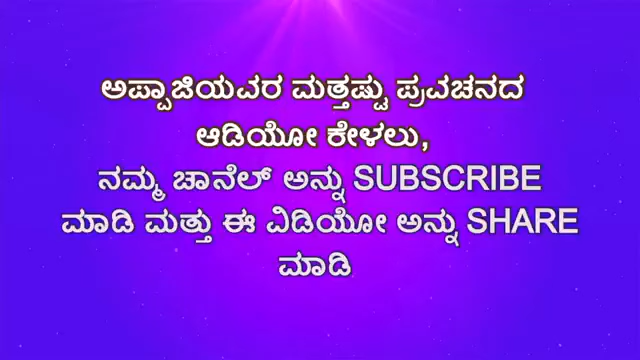 ಅಪ್ಪಾಜಿಯವರ ಮತ್ತಷ್ಟು ಪ್ರವಚನದ
ಆಡಿಯೋ ಕೇಳಲು,
ನಮ್ಮ ಚಾನೆಲ್ ಅನ್ನು SUBSCRIBE
ಮಾಡಿ ಮತ್ತು ಈ ವಿಡಿಯೋ ಅನ್ನು SHARE
ಮಾಡಿ